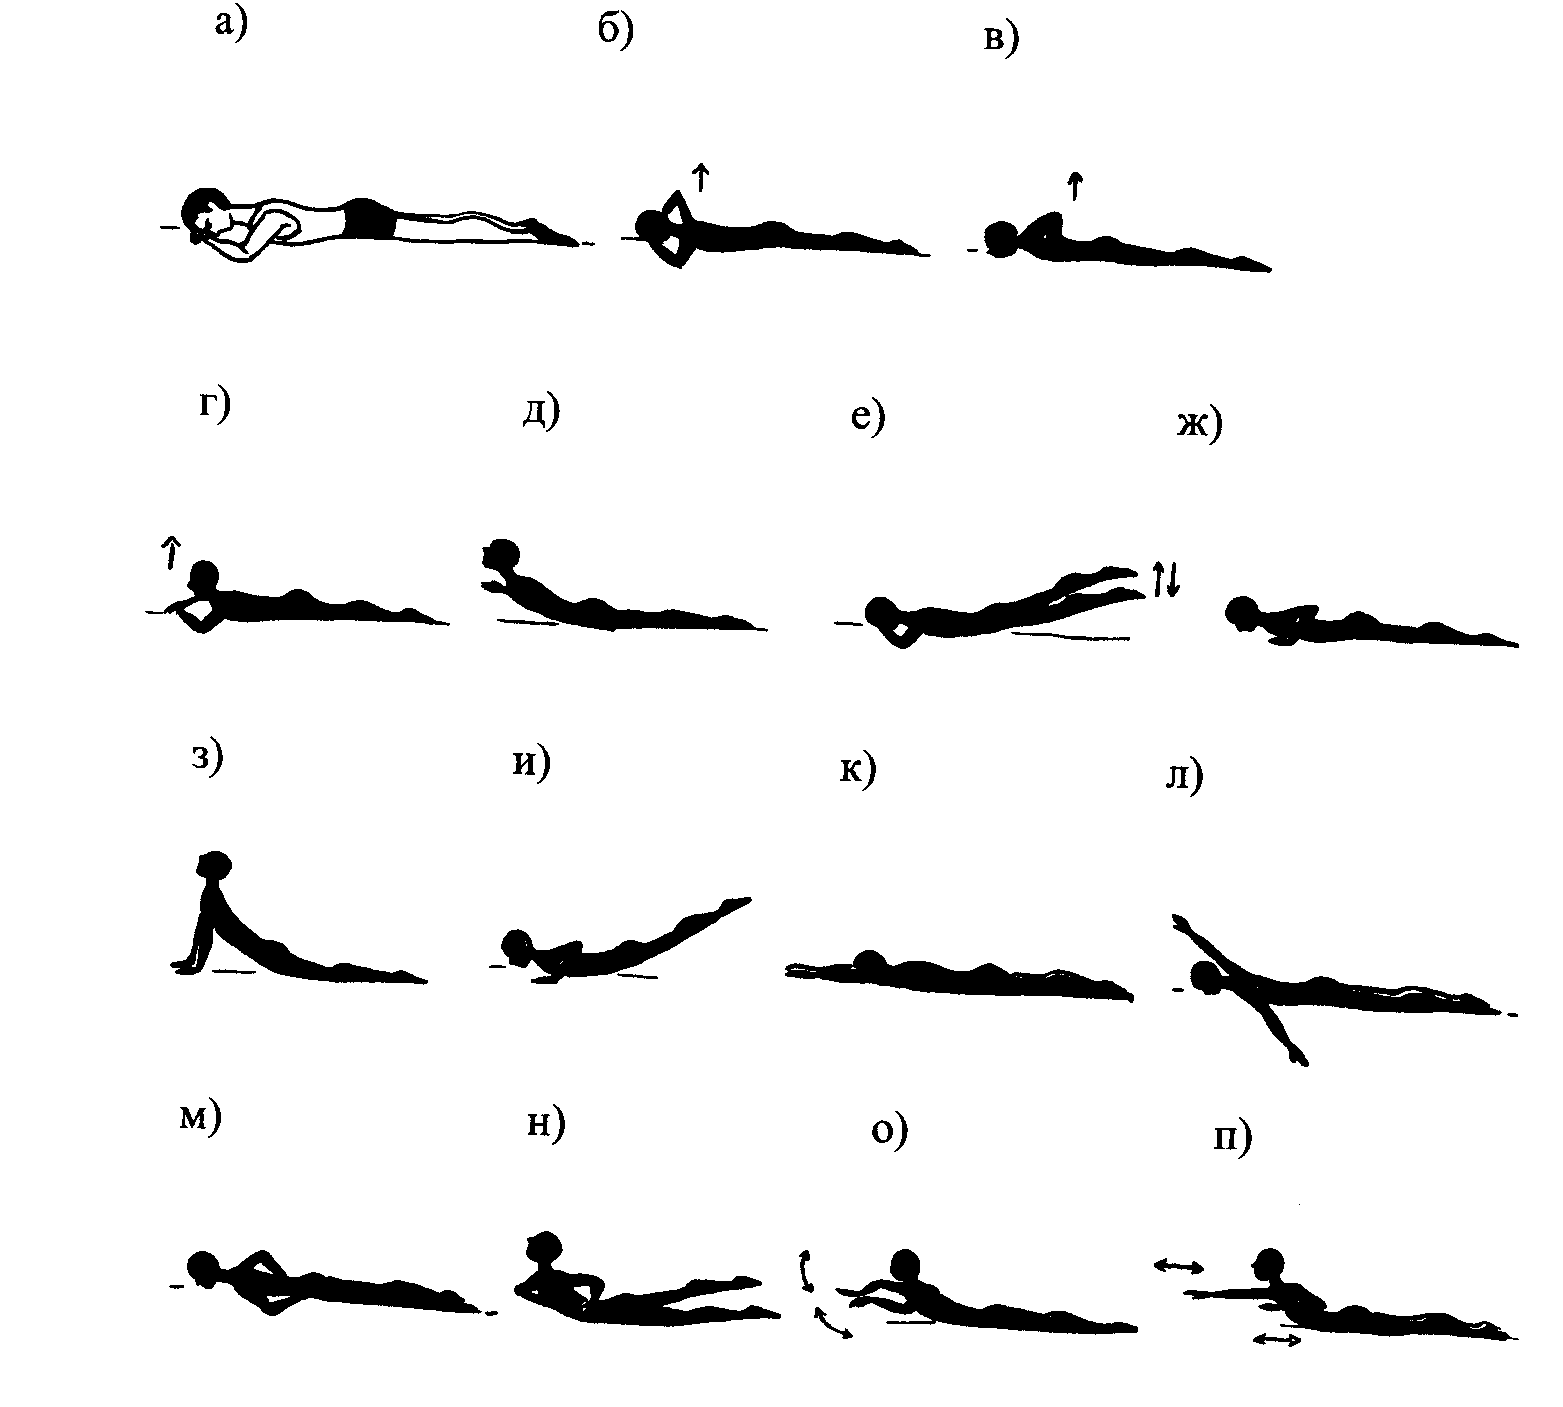 а) б) в)
г) д) е) ж)
з) и) к) л)
м) н) о) п)